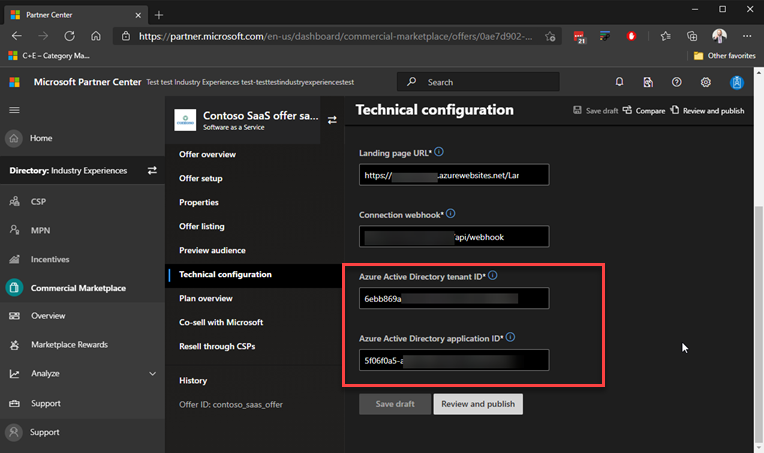 Partner Center
https://partner.microsoft.com/en-us/dashboard/commercial-marketplace/offers/0ae7d902-...
21
C+E – Category Ma...
Other favorites
Microsoft Partner Center
Test test Industry Experiences test-testtestindustryexperiencestest
Search
Home
Directory: Industry Experiences
CSP
MPN
Incentives
Commercial Marketplace
Overview
Marketplace Rewards
Analyze
Support
Support
Contoso SaaS offer sa...
Software as a Service
Offer overview
Offer setup
Properties
Offer listing
Preview audience
Technical configuration
Plan overview
Co-sell with Microsoft
Resell through CSPs
History
Offer ID: contoso_saas_offer
Technical configuration
Save draft
Compare
Review and publish
Landing page URL*
https:// .azurewebsites.net/Lar
Connection webhook*
/api/webhook
Azure Active Directory tenant ID*
6ebb869a
Azure Active Directory application ID*
5f06f0a5-a
Save draft
Review and publish